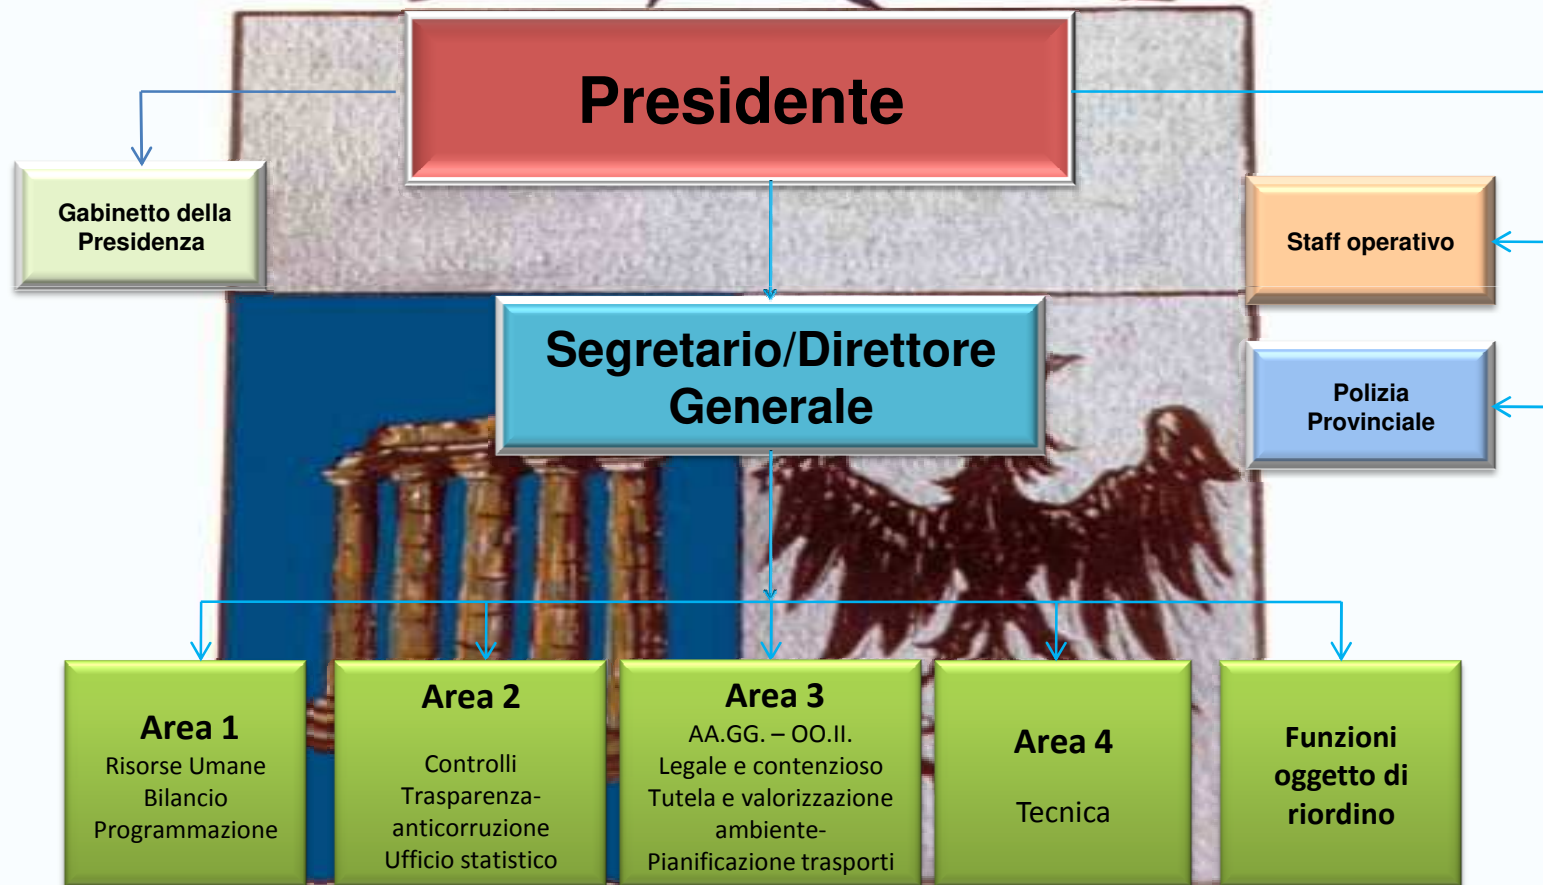 Presidente
Gabinetto della
Presidenza
Staff operativo
Segretario/Direttore
Generale
Polizia
Provinciale
Area 1
Risorse Umane
Bilancio
Programmazione
Area 2
Controlli
Trasparenza-
anticorruzione
Ufficio statistico
Area 3
AA.GG. – OO.II.
Legale e contenzioso
Tutela e valorizzazione
ambiente-
Pianificazione trasporti
Area 4
Tecnica
Funzioni
oggetto di
riordino